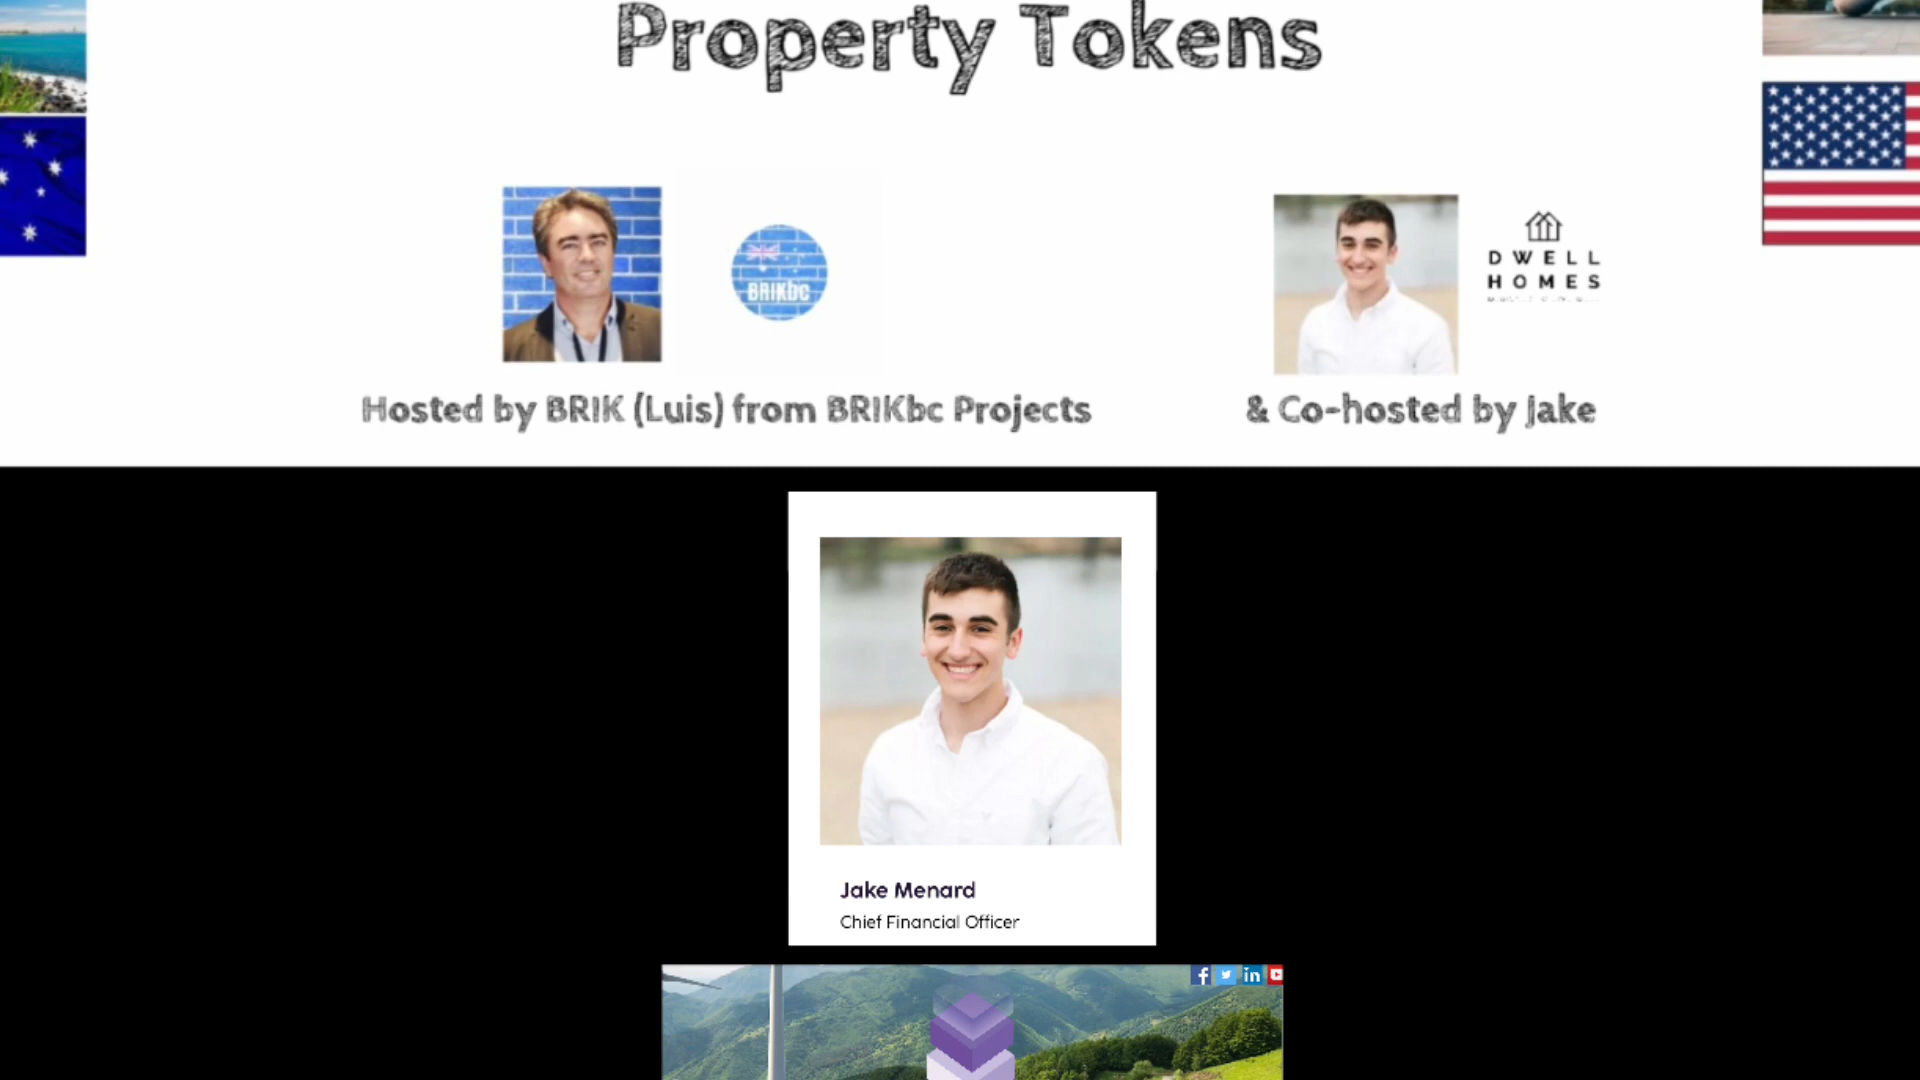 Property Tokens
BRIKbc
DWELL
HOMES
Hosted by BRIK (Luis) from BRIKbc Projects
& Co-hosted by Jake
Jake Menard
Chief Financial Officer